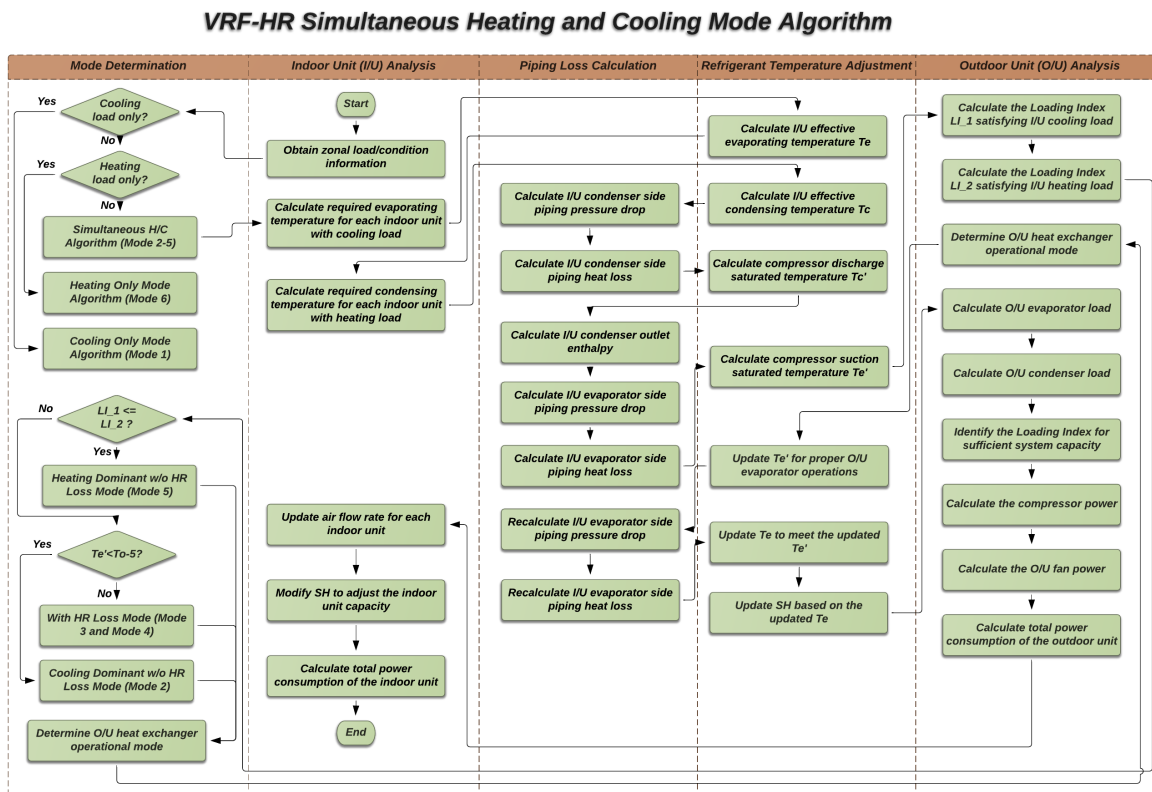 VRF-HR Simultaneous Heating and Cooling Mode Algorithm
Mode Determination
Indoor Unit (I/U) Analysis
Piping Loss Calculation
Refrigerant Temperature Adjustment
Outdoor Unit (O/U) Analysis
Yes
Cooling
load only?
No
Yes
Heating
load only?
No
Simultaneous H/C
Algorithm (Mode 2-5)
Heating Only Mode
Algorithm (Mode 6)
Cooling Only Mode
Algorithm (Mode 1)
No
LI_1 <=
LI_2 ?
Yes
Heating Dominant w/o HR
Loss Mode (Mode 5)
Yes
Te'<To-5?
No
With HR Loss Mode (Mode
3 and Mode 4)
Cooling Dominant w/o HR
Loss Mode (Mode 2)
Determine O/U heat exchanger
operational mode
Start
Obtain zonal load/condition
information
Calculate required evaporating
temperature for each indoor unit
with cooling load
Calculate required condensing
temperature for each indoor unit
with heating load
Update air flow rate for each
indoor unit
Modify SH to adjust the indoor
unit capacity
Calculate total power
consumption of the indoor unit
End
Calculate I/U condenser side
piping pressure drop
Calculate I/U condenser side
piping heat loss
Calculate I/U condenser outlet
enthalpy
Calculate I/U evaporator side
piping pressure drop
Calculate I/U evaporator side
piping heat loss
Recalculate I/U evaporator side
piping pressure drop
Recalculate I/U evaporator side
piping heat loss
Calculate I/U effective
evaporating temperature Te
Calculate I/U effective
condensing temperature Tc
Calculate compressor discharge
saturated temperature Tc'
Calculate compressor suction
saturated temperature Te'
Update Te' for proper O/U
evaporator operations
Update Te to meet the updated
Te'
Update SH based on the
updated Te
Calculate the Loading Index
LI_1 satisfying I/U cooling load
Calculate the Loading Index
LI_2 satisfying I/U heating load
Determine O/U heat exchanger
operational mode
Calculate O/U evaporator load
Calculate O/U condenser load
Identify the Loading Index for
sufficient system capacity
Calculate the compressor power
Calculate the O/U fan power
Calculate total power
consumption of the outdoor unit